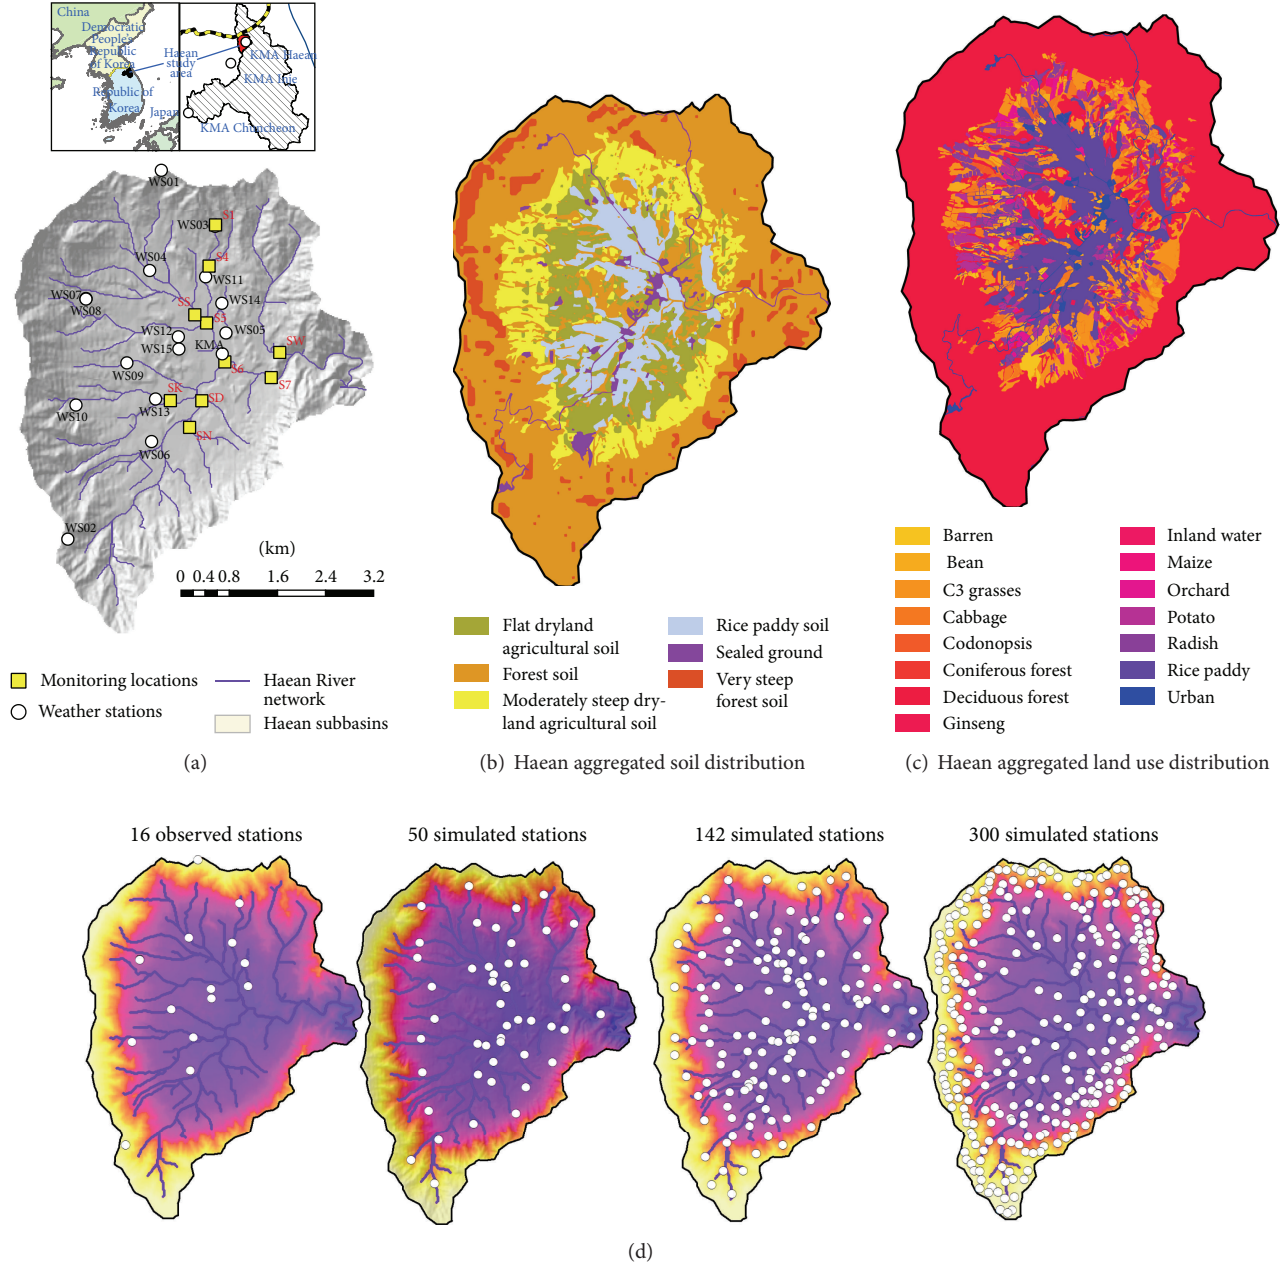 China
Democratic
People's
Republic
of Korea
Republic of
Korea
Japan
Haean
study
area
KMA Haean
KMA Inje
KMA Chuncheon
WS01
WS03
S1
S4
WS04
WS11
WS07
WS08
WS14
SS
S5
WS12
WS05
WS15
KMA
SW
WS09
S6
S7
SK
WS13
SD
WS10
SN
WS06
WS02
(km)
0 0.4 0.8 1.6 2.4 3.2
Monitoring locations
Weather stations
Haean River
network
Haean subbasins
(a)
Flat dryland
agricultural soil
Forest soil
Moderately steep dry-
land agricultural soil
Rice paddy soil
Sealed ground
Very steep
forest soil
(b) Haean aggregated soil distribution
Barren
Bean
C3 grasses
Cabbage
Codonopsis
Coniferous forest
Deciduous forest
Ginseng
Inland water
Maize
Orchard
Potato
Radish
Rice paddy
Urban
(c) Haean aggregated land use distribution
16 observed stations
50 simulated stations
142 simulated stations
300 simulated stations
(d)